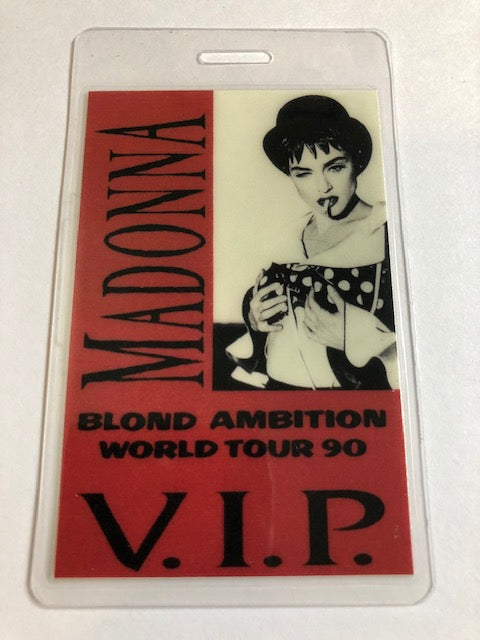 MADONNA
BLOND AMBITION
WORLD TOUR 90
V.I.P.